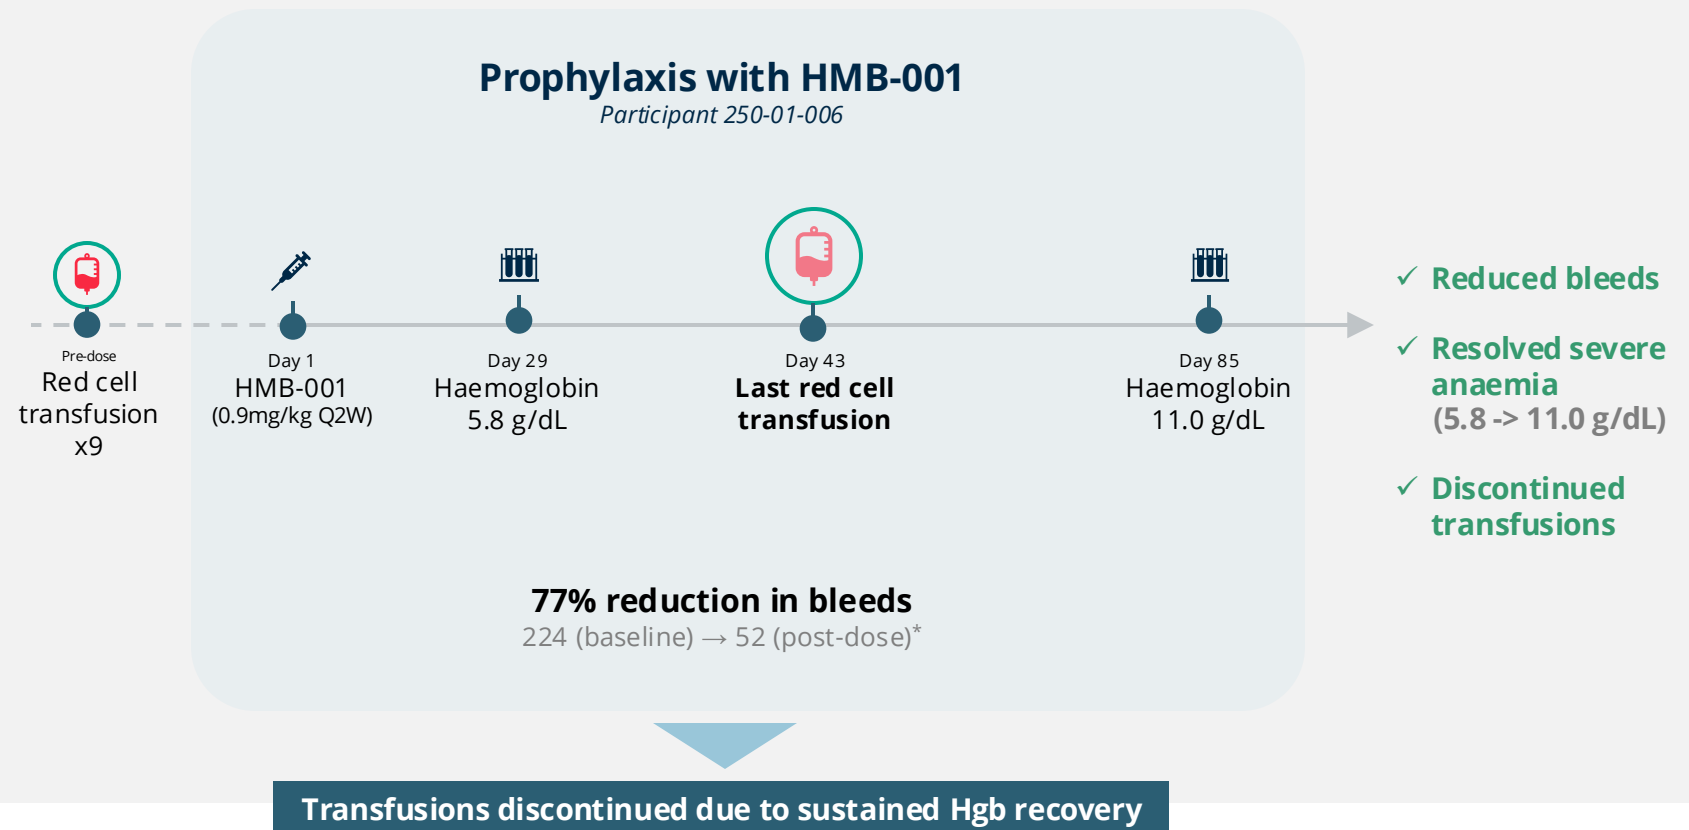 Prophylaxis with HMB-001
Participant 250-01-006
Pre-dose
Red cell
transfusion
x9
Day 1
HMB-001
(0.9mg/kg Q2W)
Day 29
Haemoglobin
5.8 g/dL
Day 43
Last red cell
transfusion
Day 85
Haemoglobin
11.0 g/dL
✓ Reduced bleeds
✓ Resolved severe
anaemia
(5.8 -> 11.0 g/dL)
✓ Discontinued
transfusions
77% reduction in bleeds
224 (baseline) → 52 (post-dose)*
Transfusions discontinued due to sustained Hgb recovery